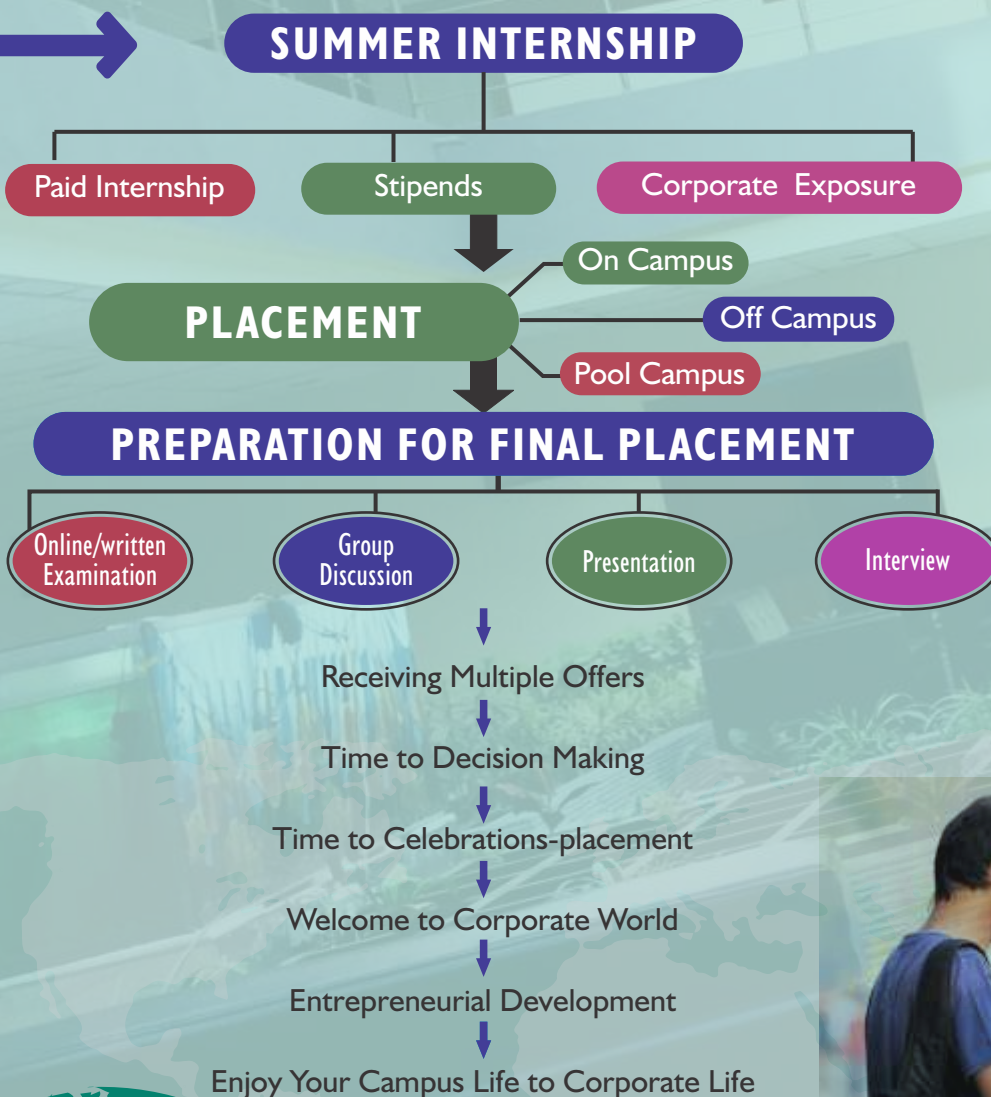 SUMMER INTERNSHIP
Paid Internship
Stipends
Corporate Exposure
On Campus
PLACEMENT
Off Campus
Pool Campus
PREPARATION FOR FINAL PLACEMENT
Online/written
Examination
Group
Discussion
Presentation
Interview
Receiving Multiple Offers
Time to Decision Making
Time to Celebrations-placement
Welcome to Corporate World
Entrepreneurial Development
Enjoy Your Campus Life to Corporate Life